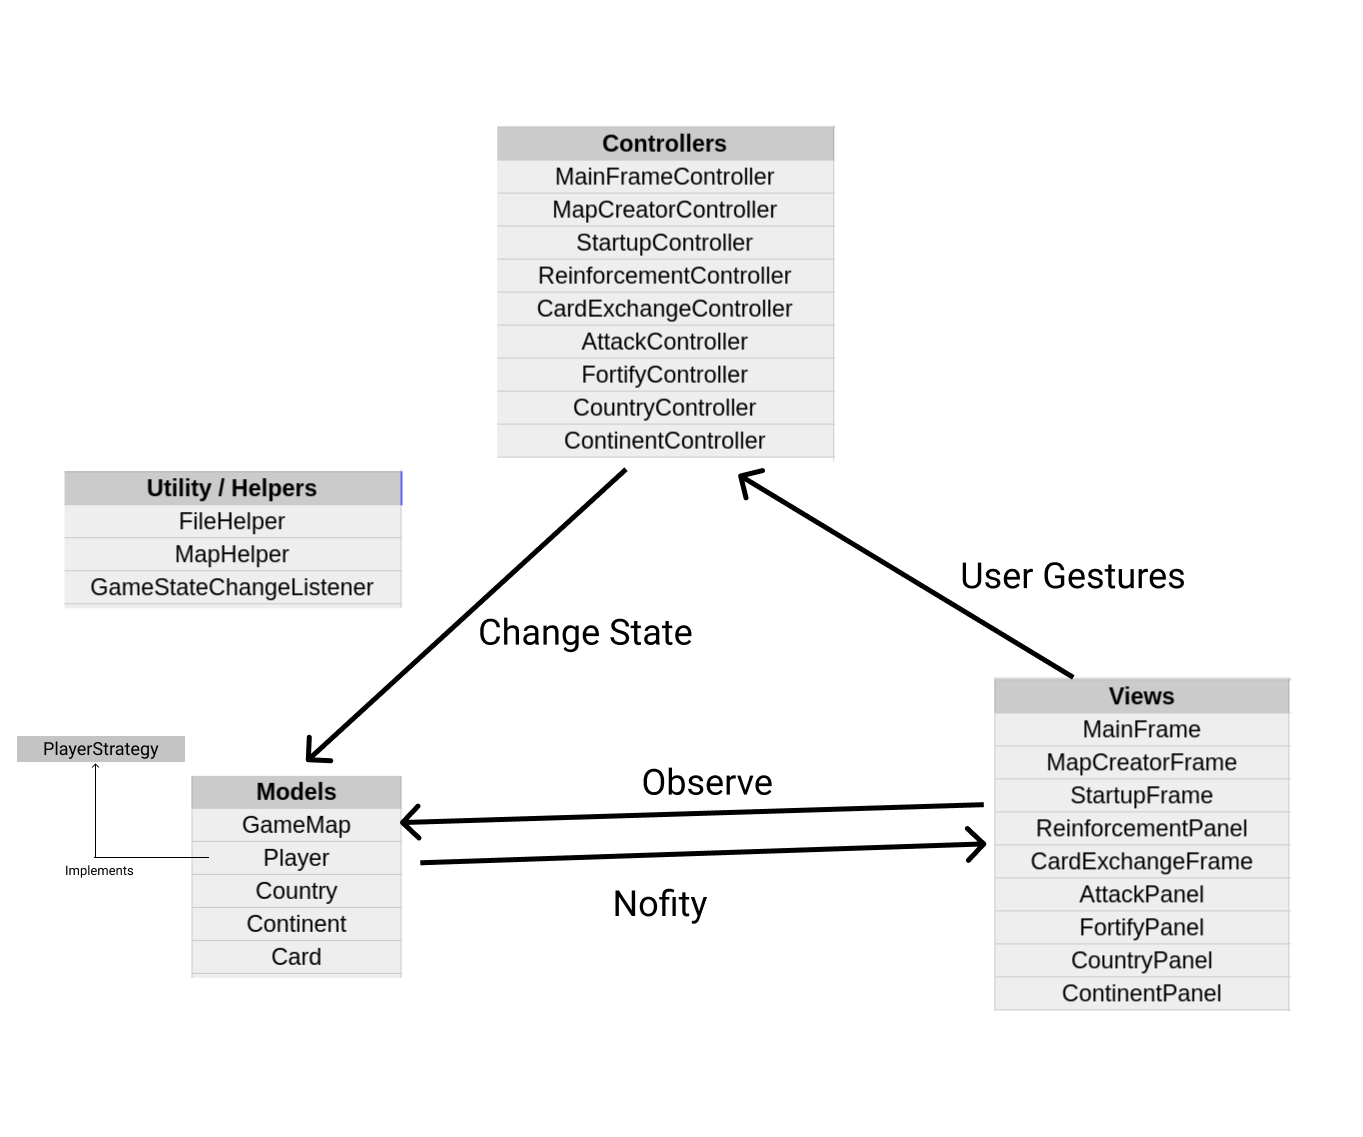 Controllers
MainFrameController
MapCreatorController
StartupController
ReinforcementController
CardExchangeController
AttackController
FortifyController
CountryController
ContinentController
Utility / Helpers
FileHelper
MapHelper
GameStateChangeListener
User Gestures
Change State
PlayerStrategy
Implements
Models
GameMap
Player
Country
Continent
Card
Observe
Nofity
Views
MainFrame
MapCreatorFrame
StartupFrame
ReinforcementPanel
CardExchangeFrame
AttackPanel
FortifyPanel
CountryPanel
ContinentPanel